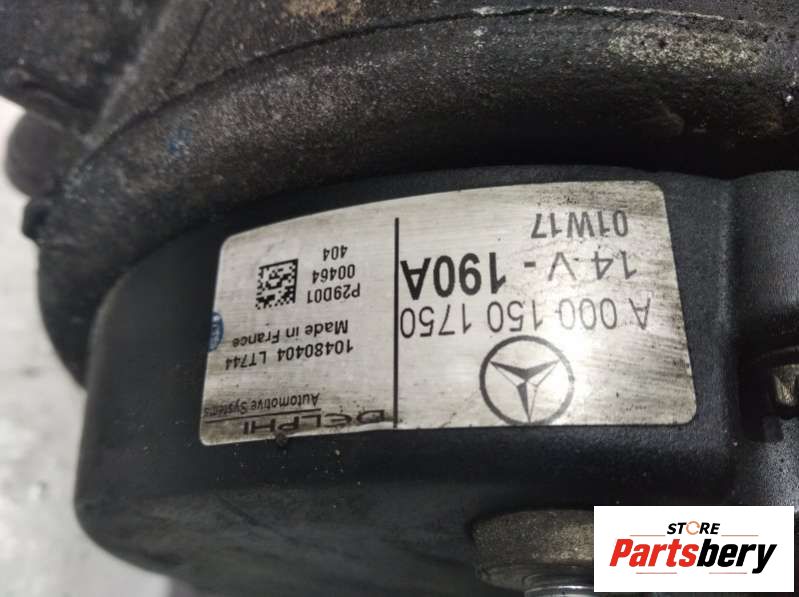 DELPHI
Automotive Systems
10480404 LT744
Made in France
P29D01
00464
404
A 000 150 1750
14 V - 190A
01W17
STORE
Partsbery